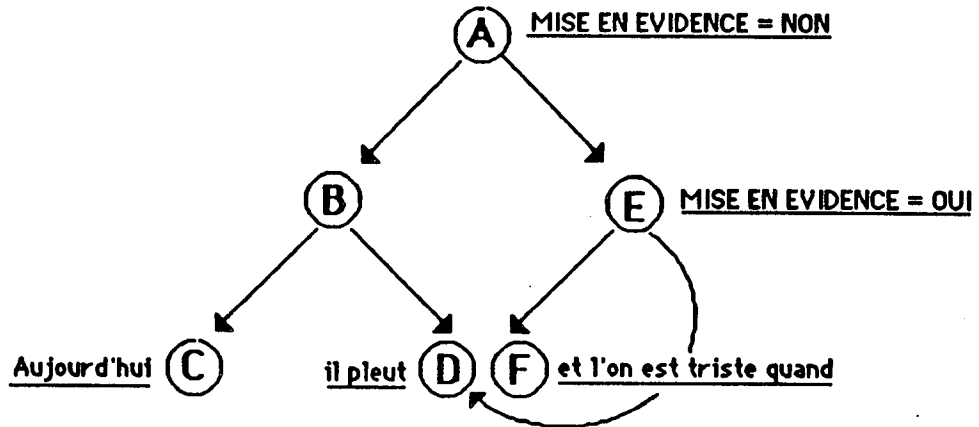 A MISE EN EVIDENCE = NON
B E MISE EN EVIDENCE = OUI
Aujourd'hui C il pleut D F et l'on est triste quand